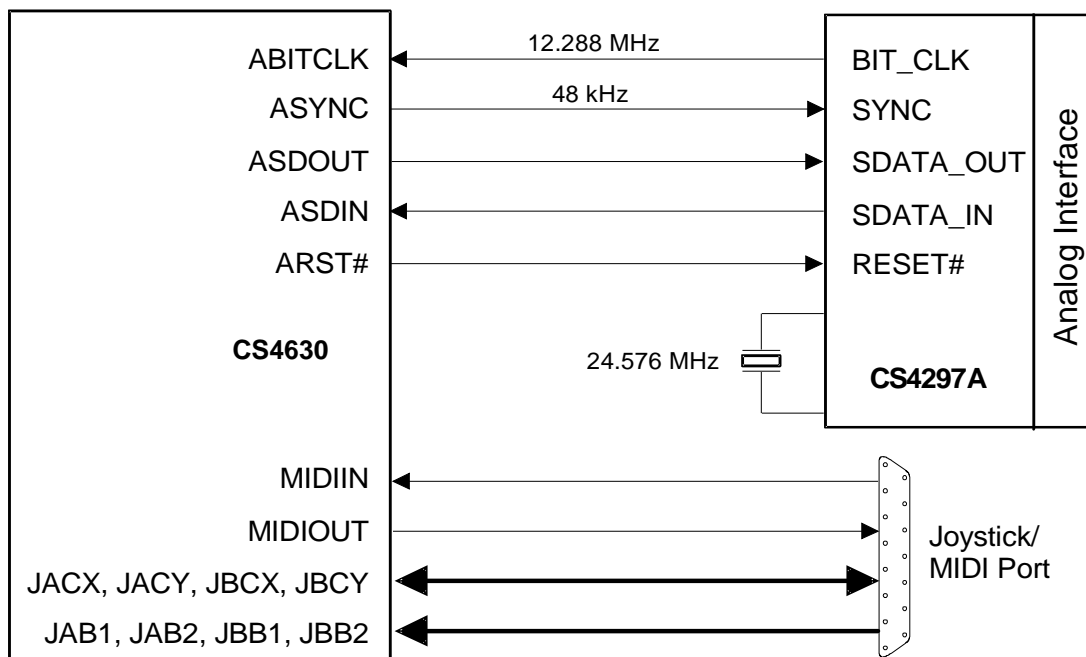 ABITCLK
12.288 MHz
BIT_CLK
ASYNC
48 kHz
SYNC
ASDOUT
SDATA_OUT
ASDIN
SDATA_IN
ARST#
RESET#
Analog Interface
CS4630
24.576 MHz
CS4297A
MIDIIN
MIDIOUT
JACX, JACY, JBCX, JBCY
JAB1, JAB2, JBB1, JBB2
Joystick/
MIDI Port